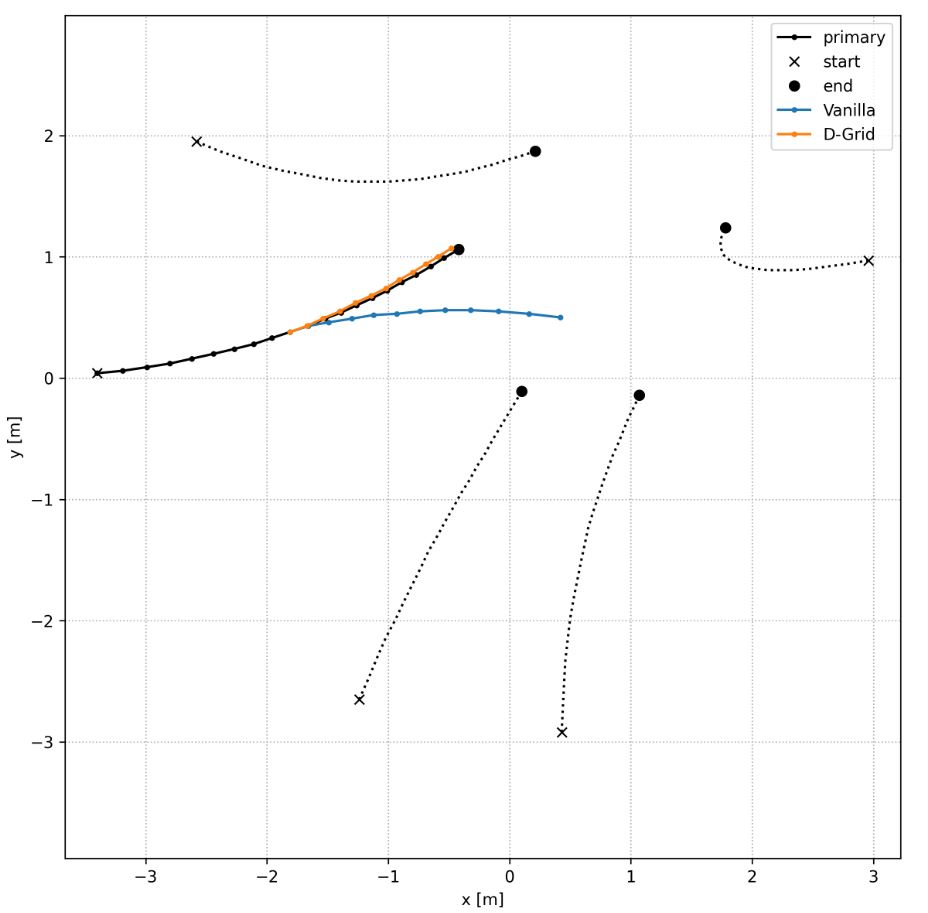 primary
start
end
Vanilla
D-Grid
2
1
0
−1
−2
−3
y [m]
−3 −2 −1 0 1 2 3
x [m]